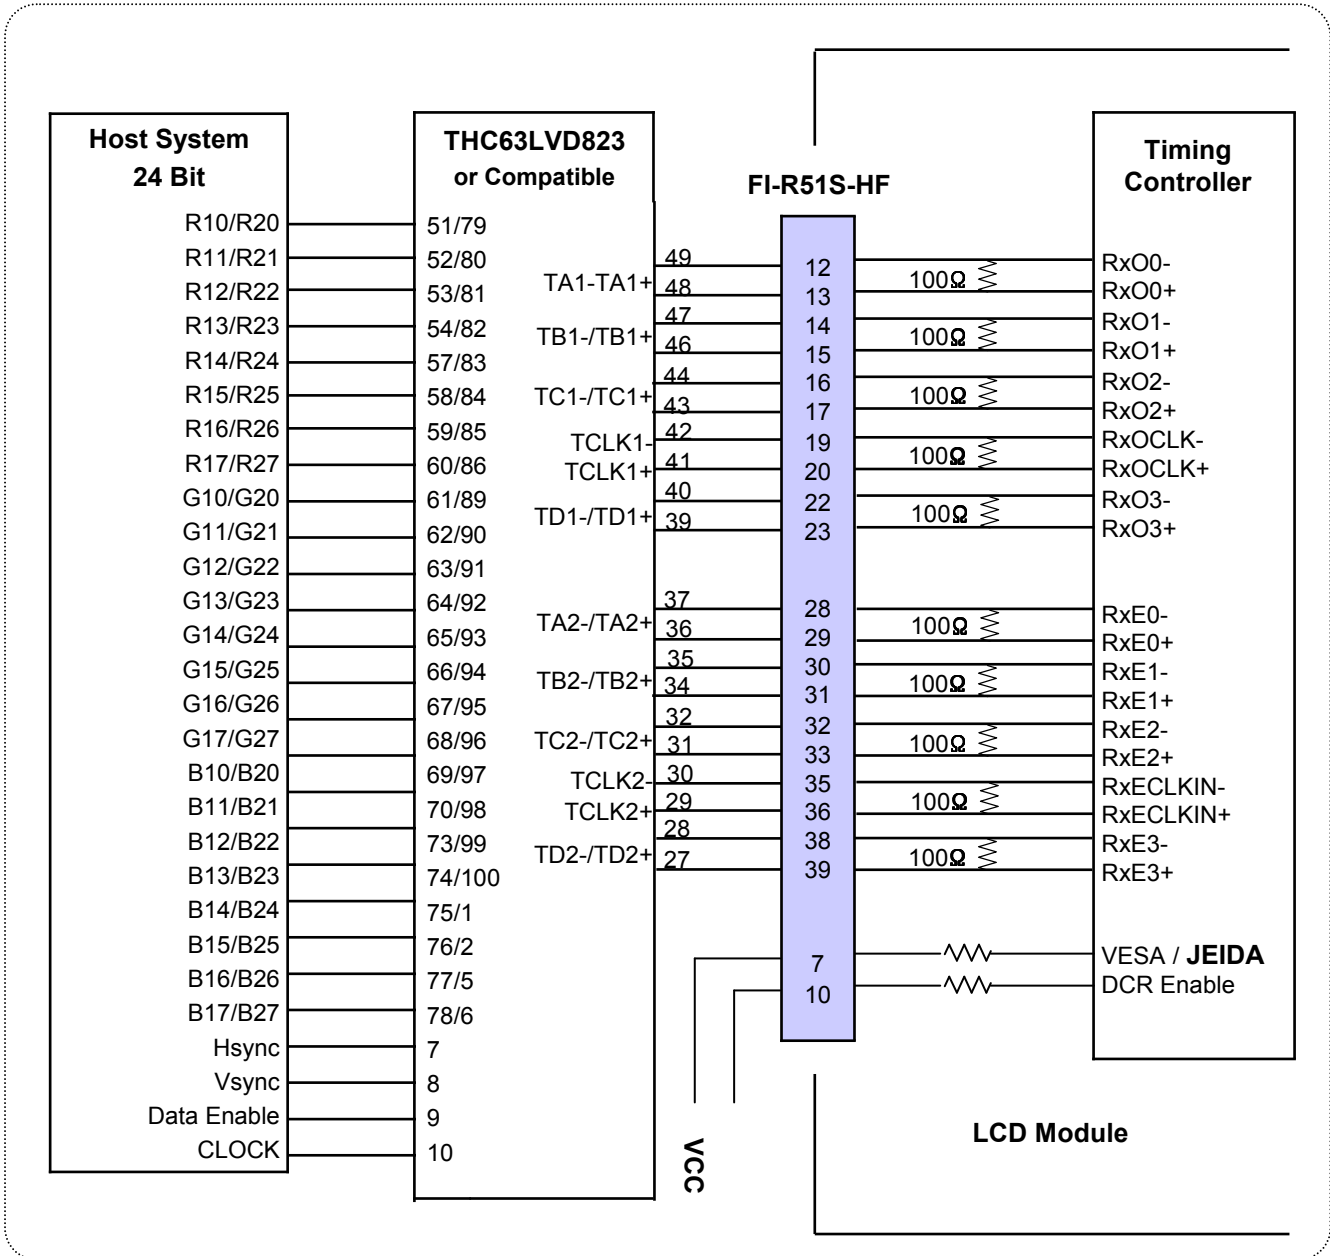 Host System
24 Bit
R10/R20
R11/R21
R12/R22
R13/R23
R14/R24
R15/R25
R16/R26
R17/R27
G10/G20
G11/G21
G12/G22
G13/G23
G14/G24
G15/G25
G16/G26
G17/G27
B10/B20
B11/B21
B12/B22
B13/B23
B14/B24
B15/B25
B16/B26
B17/B27
Hsync
Vsync
Data Enable
CLOCK
THC63LVD823
or Compatible
51/79
52/80
53/81
54/82
57/83
58/84
59/85
60/86
61/89
62/90
63/91
64/92
65/93
66/94
67/95
68/96
69/97
70/98
73/99
74/100
75/1
76/2
77/5
78/6
7
8
9
10
TA1-TA1+
TB1-/TB1+
TC1-/TC1+
TCLK1-
TCLK1+
TD1-/TD1+
TA2-/TA2+
TB2-/TB2+
TC2-/TC2+
TCLK2-
TCLK2+
TD2-/TD2+
49
48
47
46
44
43
42
41
40
39
37
36
35
34
32
31
30
29
28
27
FI-R51S-HF
12
13
14
15
16
17
19
20
22
23
28
29
30
31
32
33
35
36
38
39
7
10
100Ω
100Ω
100Ω
100Ω
100Ω
100Ω
100Ω
100Ω
100Ω
100Ω
Timing
Controller
RxO0-
RxO0+
RxO1-
RxO1+
RxO2-
RxO2+
RxOCLK-
RxOCLK+
RxO3-
RxO3+
RxE0-
RxE0+
RxE1-
RxE1+
RxE2-
RxE2+
RxECLKIN-
RxECLKIN+
RxE3-
RxE3+
VESA / JEIDA
DCR Enable
VCC
LCD Module